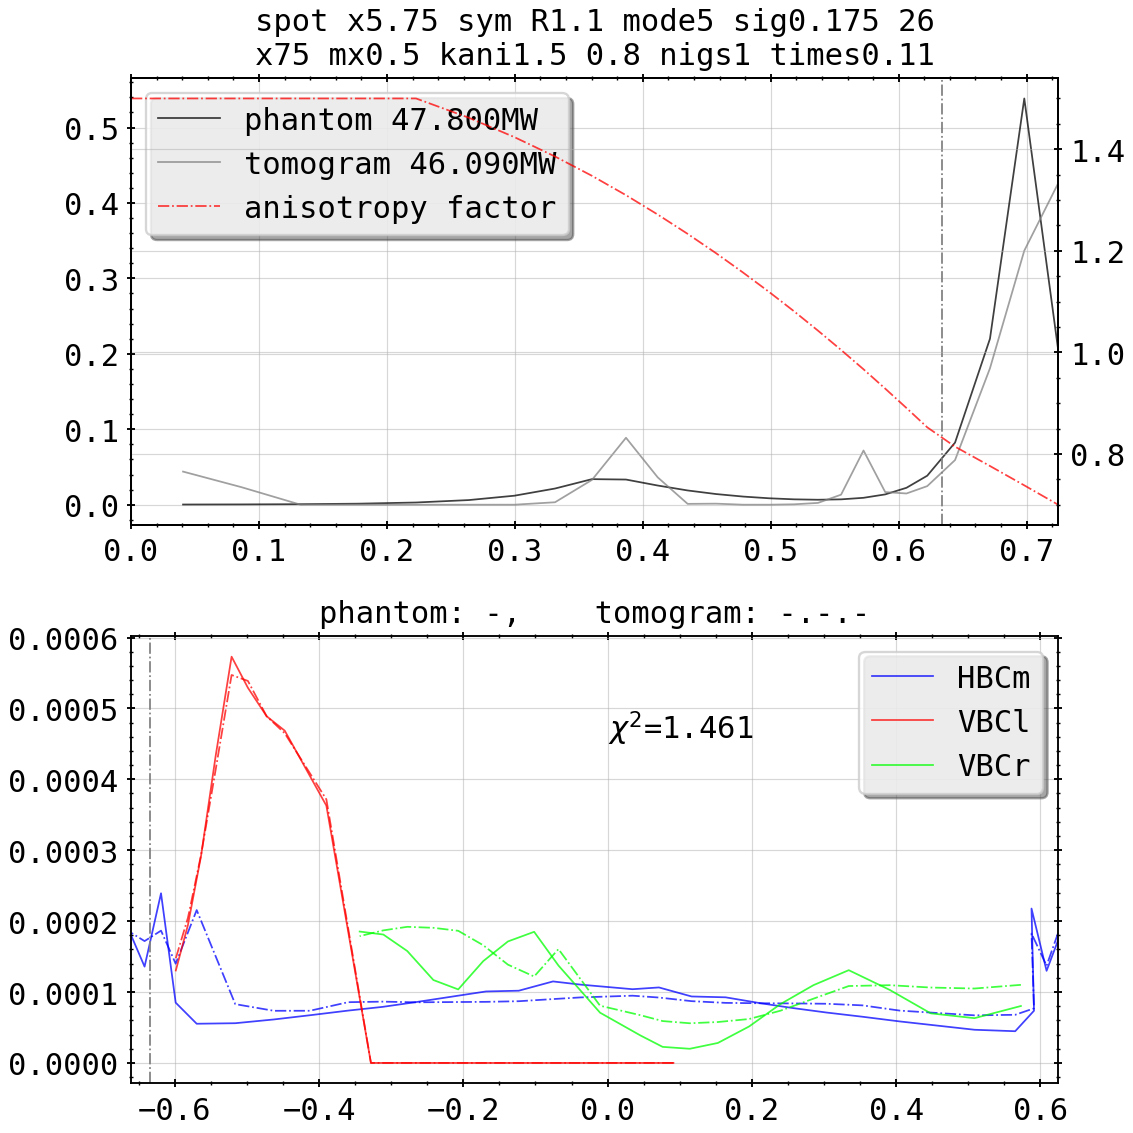 spot x5.75 sym R1.1 mode5 sig0.175 26
x75 mx0.5 kani1.5 0.8 nigs1 times0.11
phantom 47.800MW
tomogram 46.090MW
anisotropy factor
0.5
0.4
0.3
0.2
0.1
0.0
1.4
1.2
1.0
0.8
0.0 0.1 0.2 0.3 0.4 0.5 0.6 0.7
phantom: -, tomogram: -.-.-
0.0006
0.0005
0.0004
0.0003
0.0002
0.0001
0.0000
χ²=1.461
HBCm
VBCl
VBCr
−0.6 −0.4 −0.2 0.0 0.2 0.4 0.6